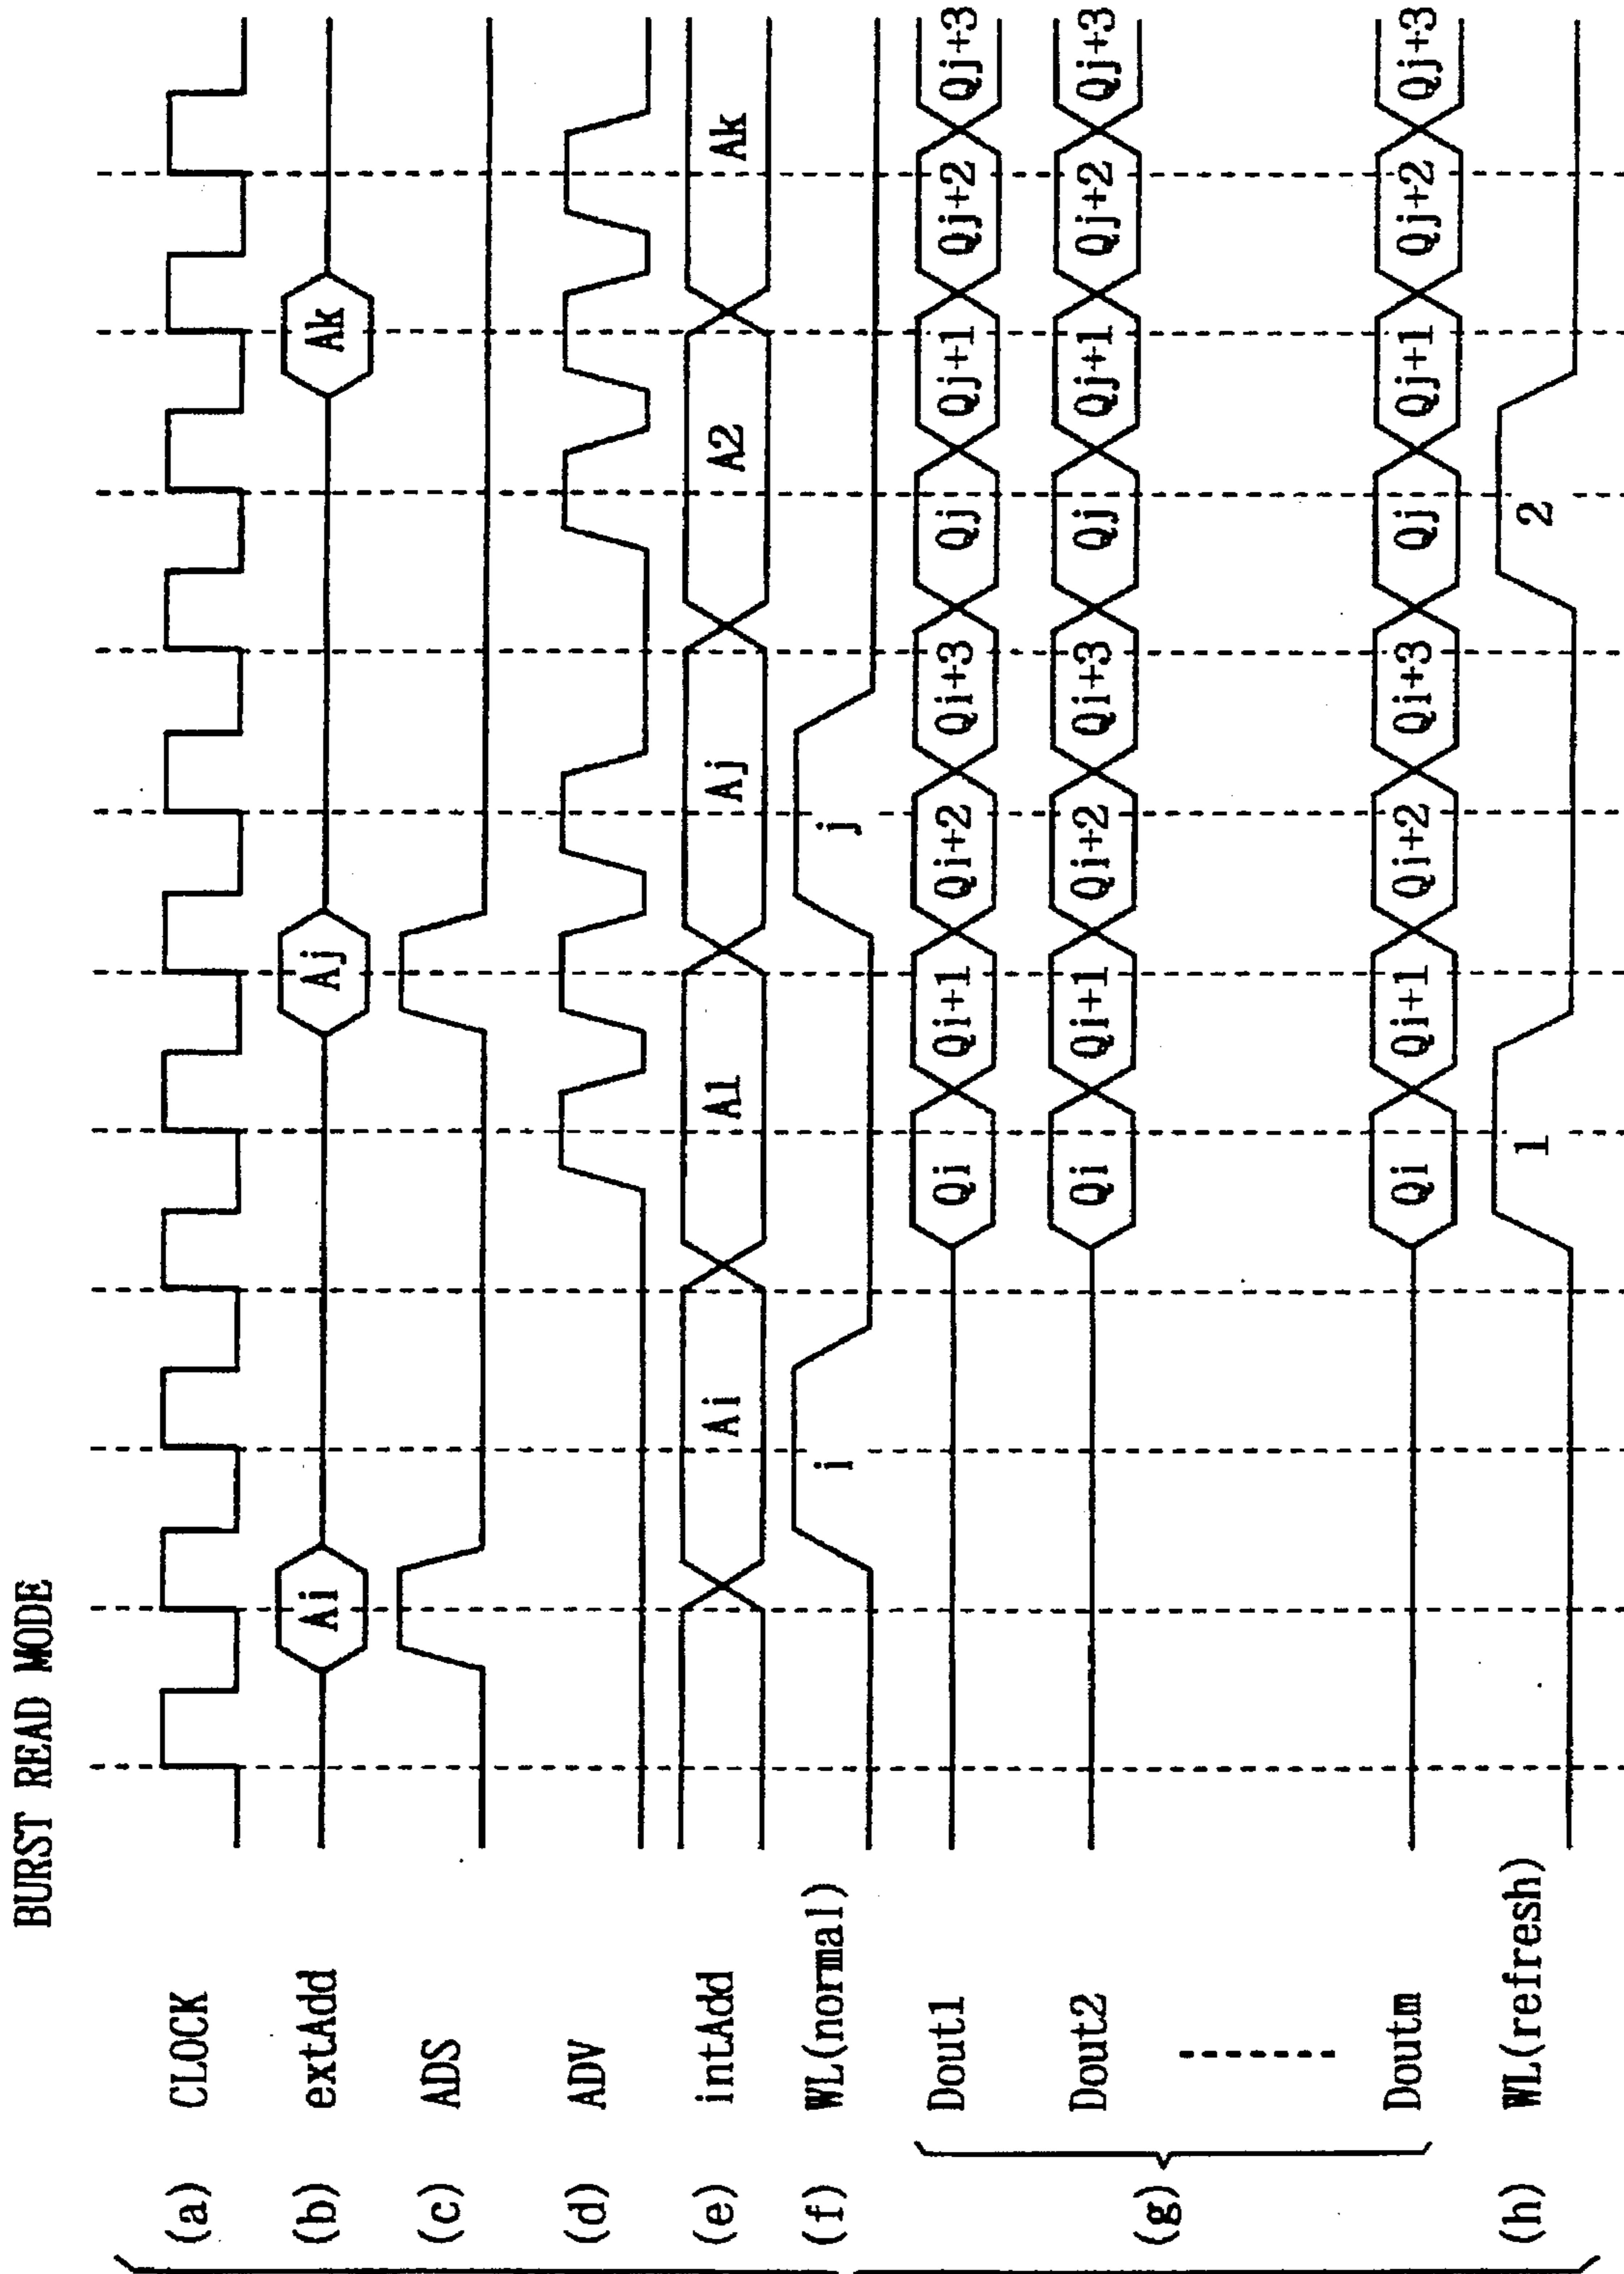 BURST READ MODE
(a) CLOCK
(b) extAdd Ai Aj Ak
(c) ADS
(d) ADV
(e) intAdd Ai A1 Aj A2 Ak
(f) WL(normal) i j
(g)
Dout1 Qi Qi+1 Qi+2 Qi+3 Qj Qj+1 Qj+2 Qj+3
Dout2 Qi Qi+1 Qi+2 Qi+3 Qj Qj+1 Qj+2 Qj+3
Doutm Qi Qi+1 Qi+2 Qi+3 Qj Qj+1 Qj+2 Qj+3
(h) WL(refresh) 1 2